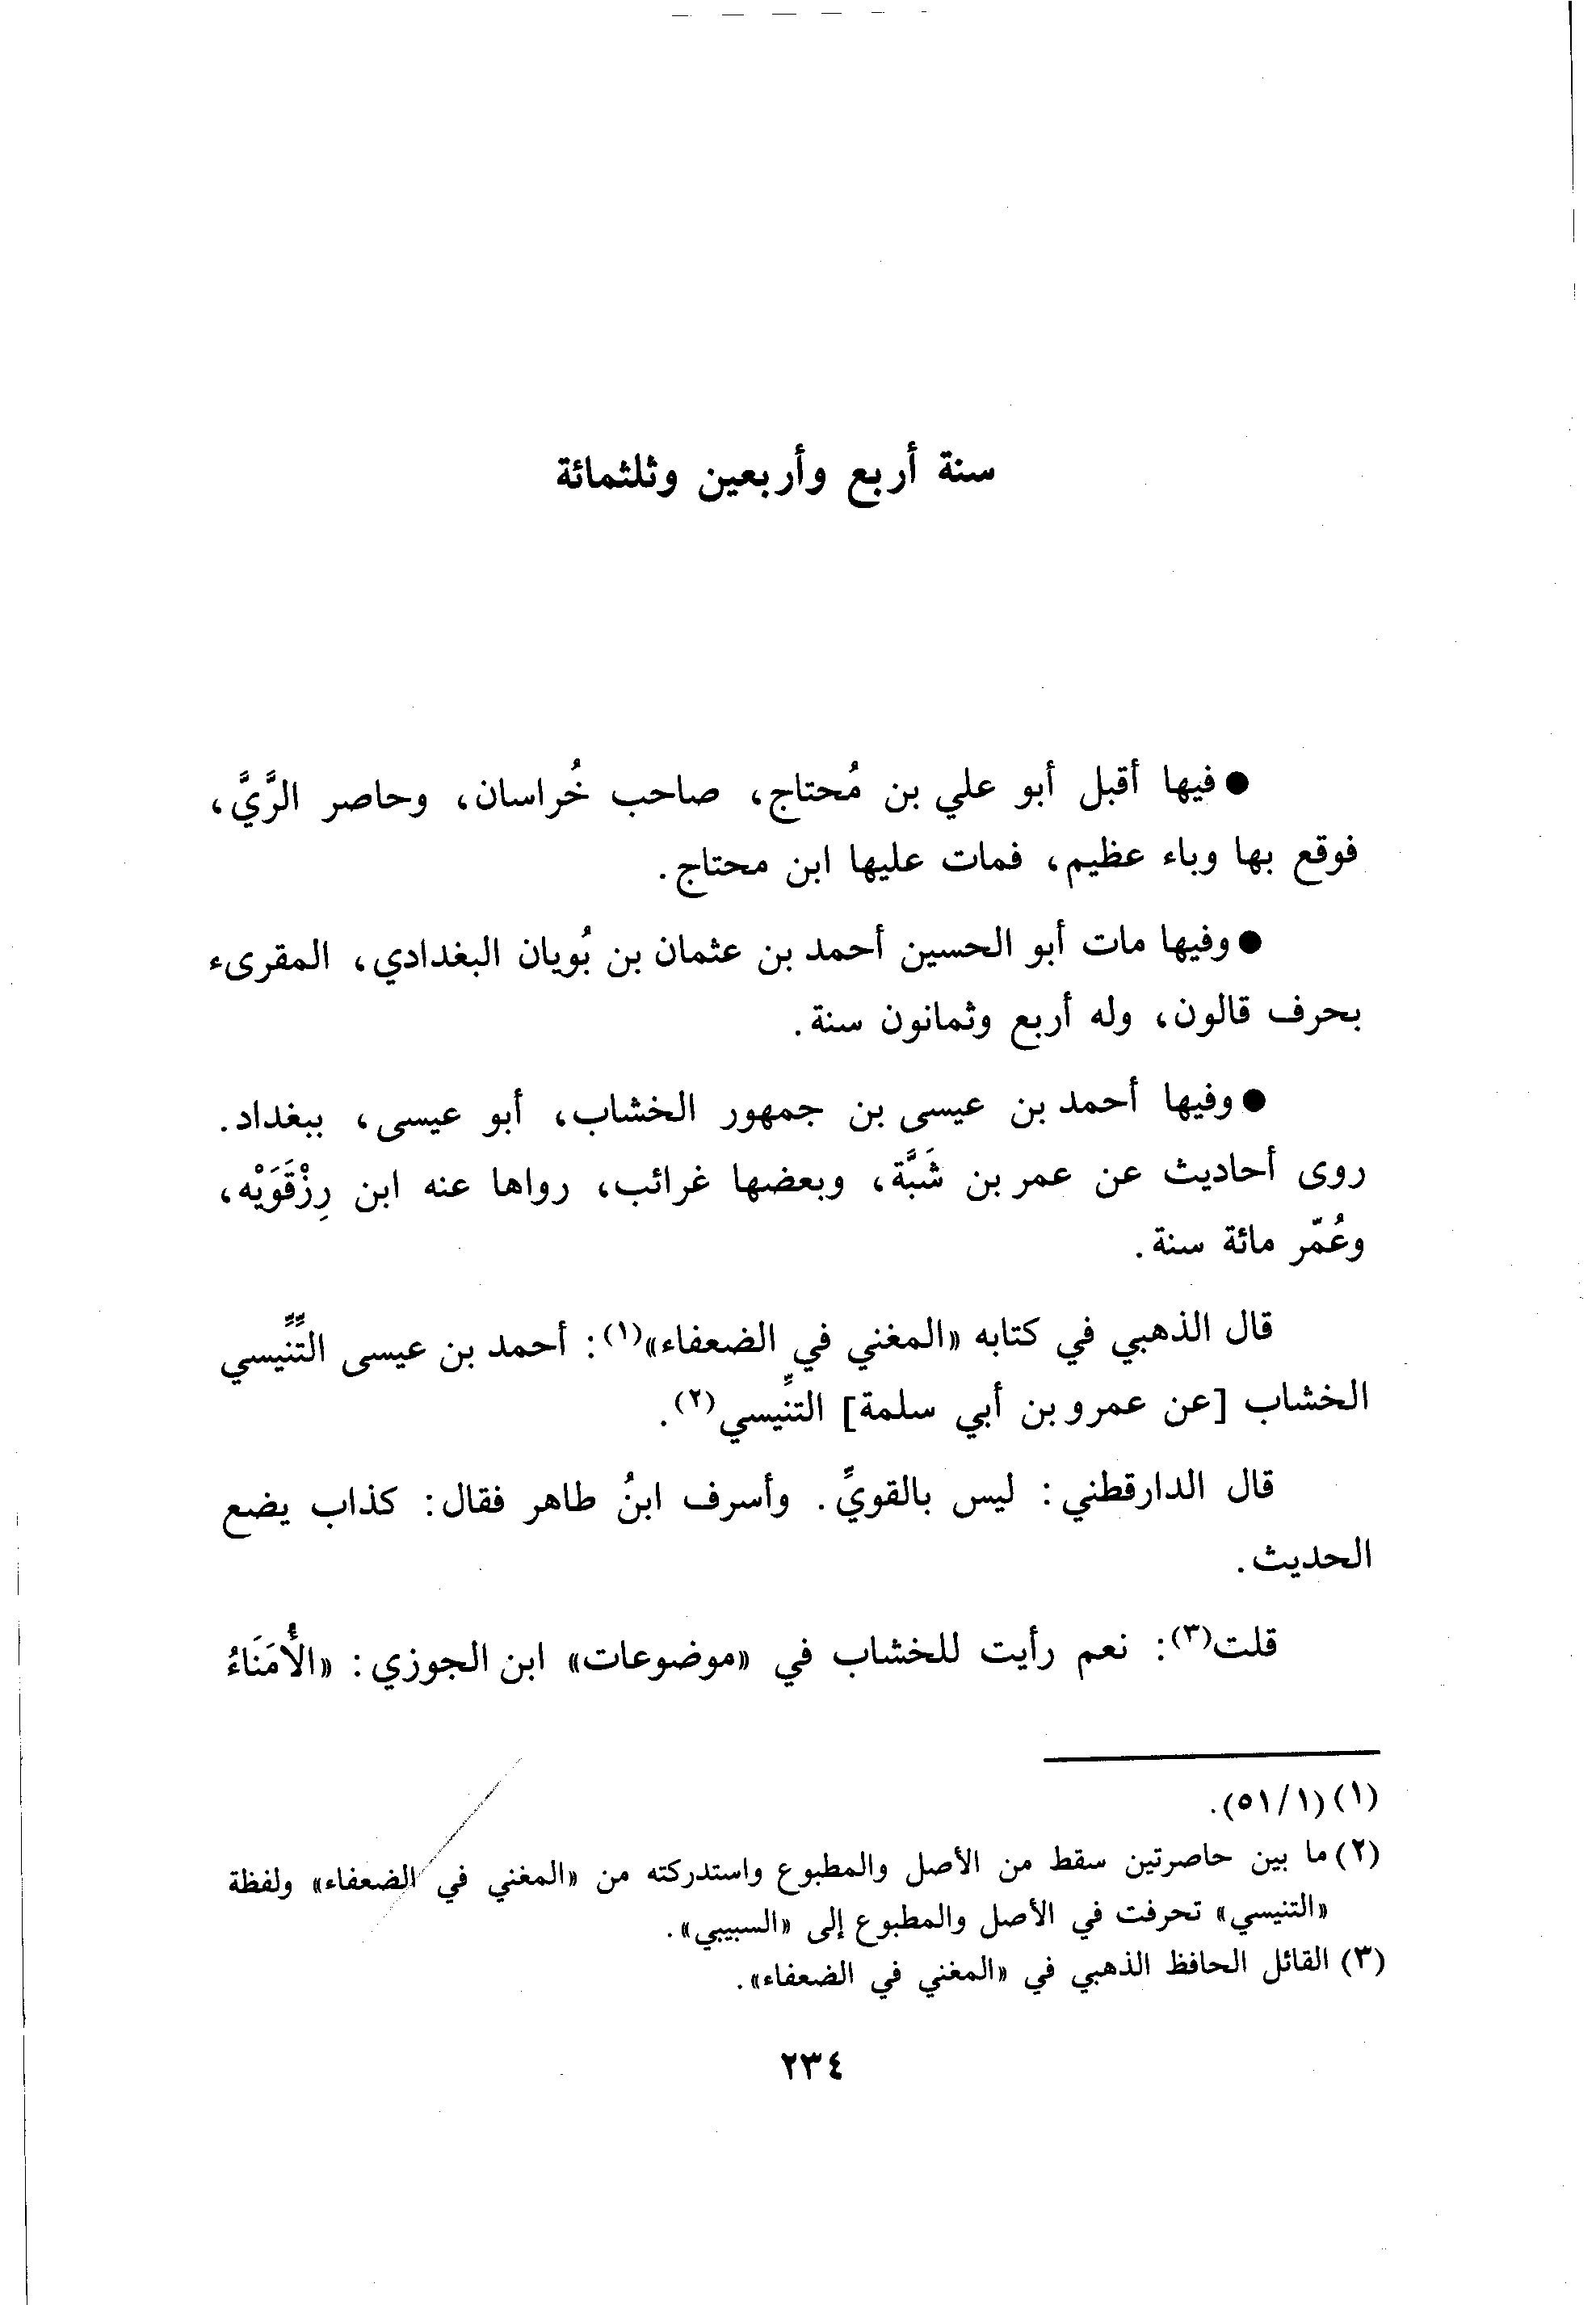 سنة أربع وأربعين وثلثمائة
● فيها أقبل أبو علي بن مُحتاج، صاحب خُراسان، وحاصر الرَّيَّ،
فوقع بها وباء عظيم، فمات عليها ابن محتاج.
● وفيها مات أبو الحسين أحمد بن عثمان بن بُويان البغدادي، المقرىء
بحرف قالون، وله أربع وثمانون سنة.
● وفيها أحمد بن عيسى بن جمهور الخشاب، أبو عيسى، ببغداد.
روى أحاديث عن عمر بن شَبَّة، وبعضها غرائب، رواها عنه ابن رِزْقَوَيْه،
وعُمّر مائة سنة.
قال الذهبي في كتابه «المغني في الضعفاء»(١): أحمد بن عيسى التِّنِّيسي
الخشاب [عن عمرو بن أبي سلمة] التنِّيسي(٢).
قال الدارقطني: ليس بالقويِّ. وأسرف ابنُ طاهر فقال: كذاب يضع
الحديث.
قلت(٣): نعم رأيت للخشاب في «موضوعات» ابن الجوزي: «الأُمَنَاءُ
(١) (٥١/١).
(٢) ما بين حاصرتين سقط من الأصل والمطبوع واستدركته من «المغني في الضعفاء» ولفظة
«التنيسي» تحرفت في الأصل والمطبوع إلى «السبيبي».
(٣) القائل الحافظ الذهبي في «المغني في الضعفاء».
٢٣٤